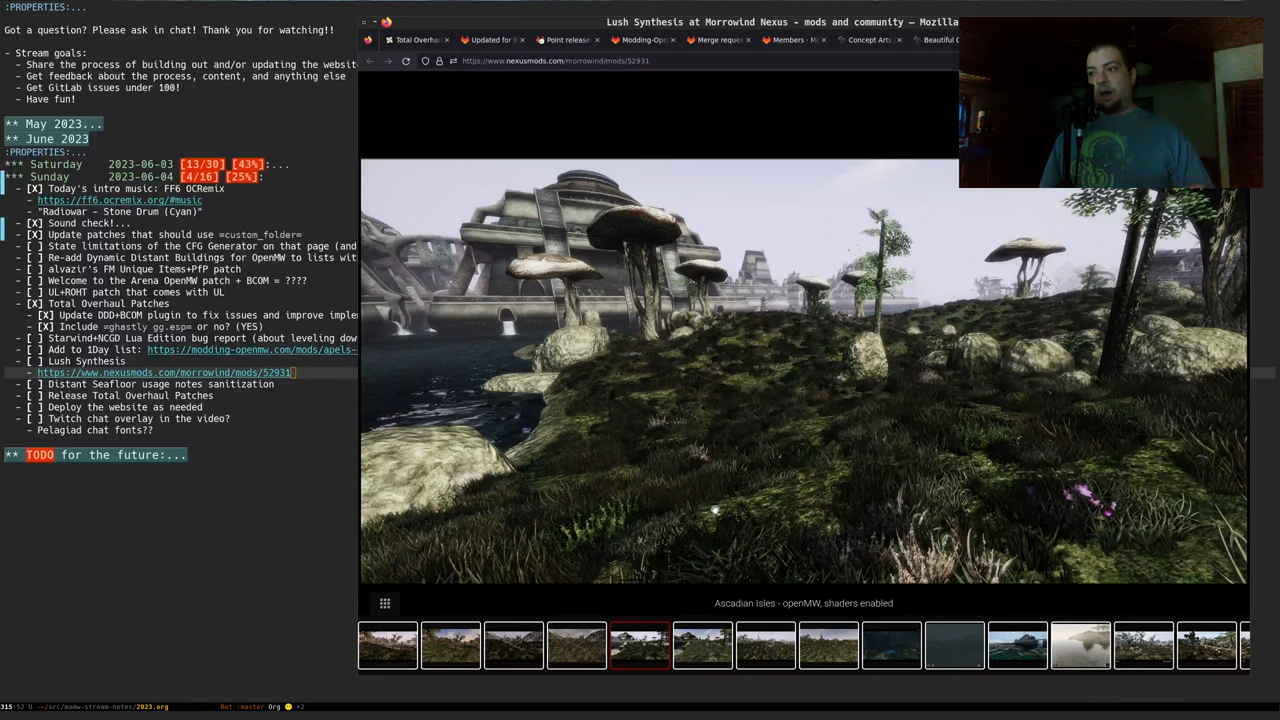 :PROPERTIES:...
Got a question? Please ask in chat! Thank you for watching!!
- Stream goals:
- Share the process of building out and/or updating the website
- Get feedback about the process, content, and anything else
- Get GitLab issues under 100!
- Have fun!
** May 2023...
** June 2023
:PROPERTIES:...
*** Saturday 2023-06-03 [13/30] [43%]:...
*** Sunday 2023-06-04 [4/16] [25%]:
- [X] Today's intro music: FF6 OCRemix
- https://ff6.ocremix.org/#music
- "Radiowar - Stone Drum (Cyan)"
- [X] Sound check!...
- [X] Update patches that should use =custom_folder=
- [ ] State limitations of the CFG Generator on that page (and
- [ ] Re-add Dynamic Distant Buildings for OpenMW to lists wit
- [ ] alvazir's FM Unique Items+PfP patch
- [ ] Welcome to the Arena OpenMW patch + BCOM = ????
- [ ] UL+ROHT patch that comes with UL
- [X] Total Overhaul Patches
- [X] Update DDD+BCOM plugin to fix issues and improve imple
- [X] Include =ghastly gg.esp= or no? (YES)
- [ ] Starwind+NCGD Lua Edition bug report (about leveling dow
- [ ] Add to 1Day list: https://modding-openmw.com/mods/apels-
- [ ] Lush Synthesis
- https://www.nexusmods.com/morrowind/mods/52931
- [ ] Distant Seafloor usage notes sanitization
- [ ] Release Total Overhaul Patches
- [ ] Deploy the website as needed
- [ ] Twitch chat overlay in the video?
- Pelagiad chat fonts??
** TODO for the future:...
315:52 U -~/src/momw-stream-notes/2023.org Bot :master Org +2
Lush Synthesis at Morrowind Nexus - mods and community — Mozilla
Total Overhau × Updated for B × Point release × Modding-Ope × Merge reques × Members · Mo × Concept Arts × Beautiful C
https://www.nexusmods.com/morrowind/mods/52931
Ascadian Isles - openMW, shaders enabled